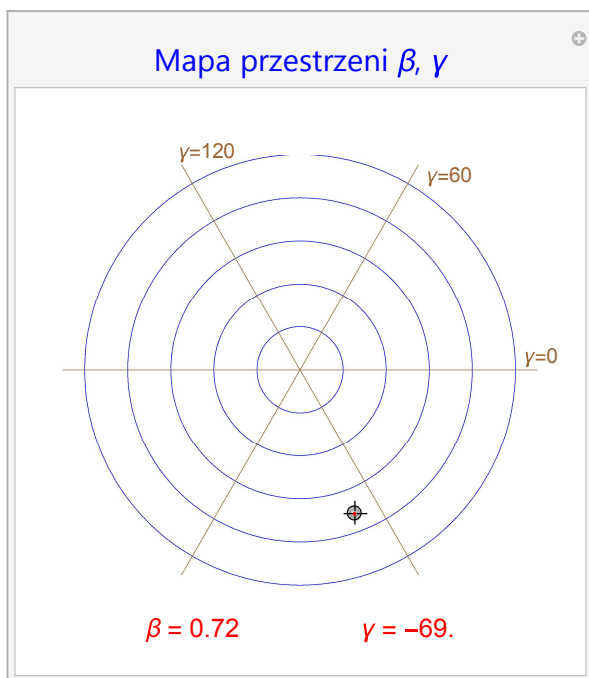 Mapa przestrzeni β, γ
γ=120
γ=60
γ=0
β = 0.72 γ = −69.